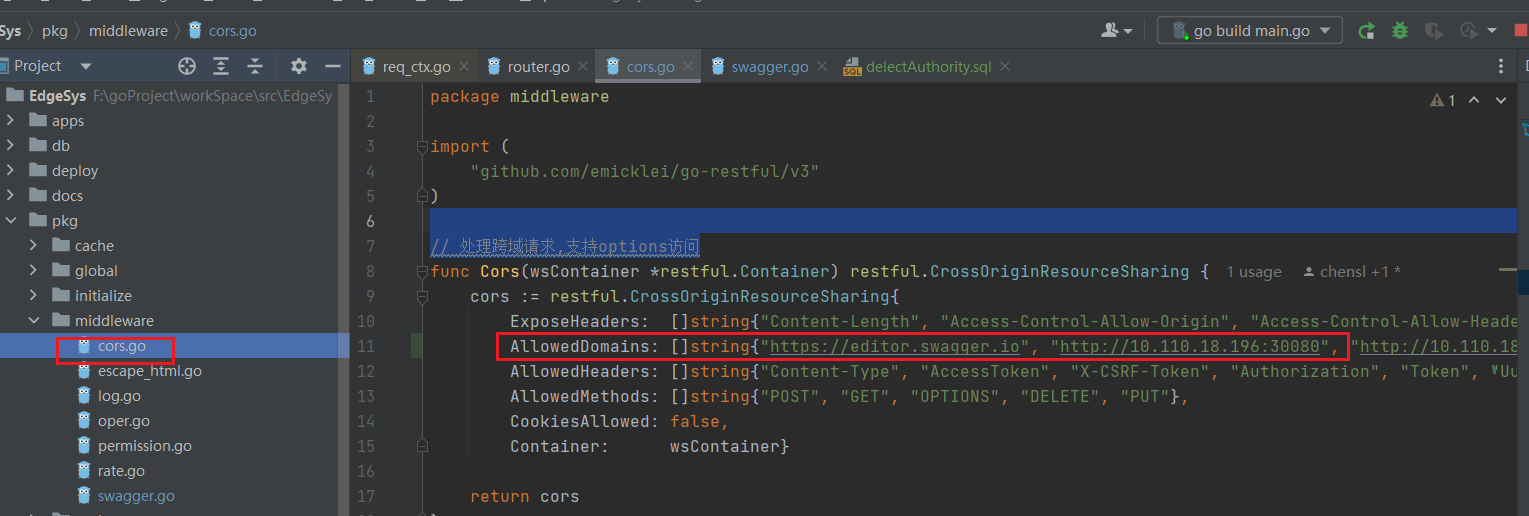 Sys > pkg > middleware > cors.go
go build main.go
Project
req_ctx.go
router.go
cors.go
swagger.go
delectAuthority.sql
EdgeSys F:\goProject\workSpace\src\EdgeSy
apps
db
deploy
docs
pkg
cache
global
initialize
middleware
cors.go
escape_html.go
log.go
oper.go
permission.go
rate.go
swagger.go
1
1 package middleware
2
3 import (
4 "github.com/emicklei/go-restful/v3"
5 )
6
7 // 处理跨域请求,支持options访问
8 func Cors(wsContainer *restful.Container) restful.CrossOriginResourceSharing { 1 usage chensl +1 *
9 cors := restful.CrossOriginResourceSharing{
10 ExposeHeaders: []string{"Content-Length", "Access-Control-Allow-Origin", "Access-Control-Allow-Heade
11 AllowedDomains: []string{"https://editor.swagger.io", "http://10.110.18.196:30080", "http://10.110.18
12 AllowedHeaders: []string{"Content-Type", "AccessToken", "X-CSRF-Token", "Authorization", "Token",
13 AllowedMethods: []string{"POST", "GET", "OPTIONS", "DELETE", "PUT"},
14 CookiesAllowed: false,
15 Container: wsContainer}
16
17 return cors